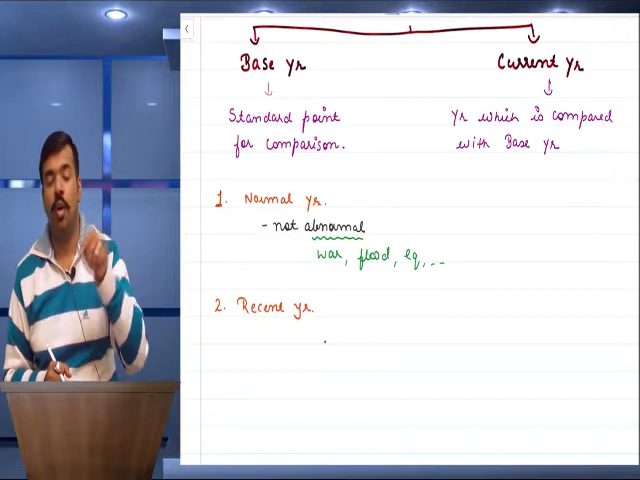 Base yr
Current yr
Standard point
for comparison.
yr which is compared
with Base yr
1. Normal yr.
- not abnormal
war, flood, eq, ...
2. Recent yr.